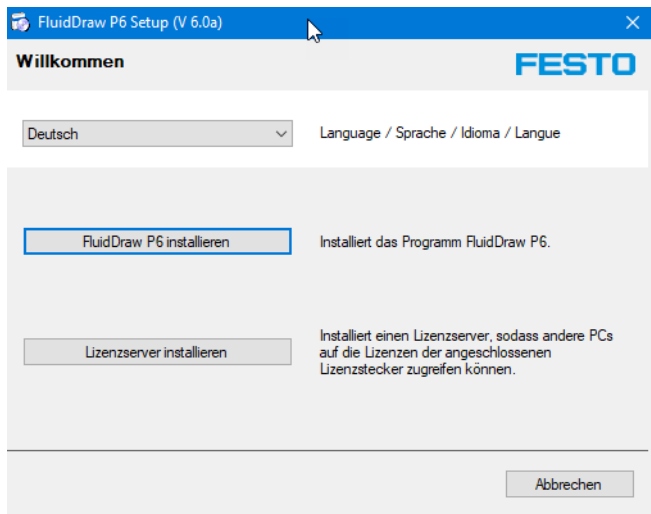 FluidDraw P6 Setup (V 6.0a)
Willkommen
FESTO
Deutsch
Language / Sprache / Idioma / Langue
FluidDraw P6 installieren
Installiert das Programm FluidDraw P6.
Lizenzserver installieren
Installiert einen Lizenzserver, sodass andere PCs
auf die Lizenzen der angeschlossenen
Lizenzstecker zugreifen können.
Abbrechen